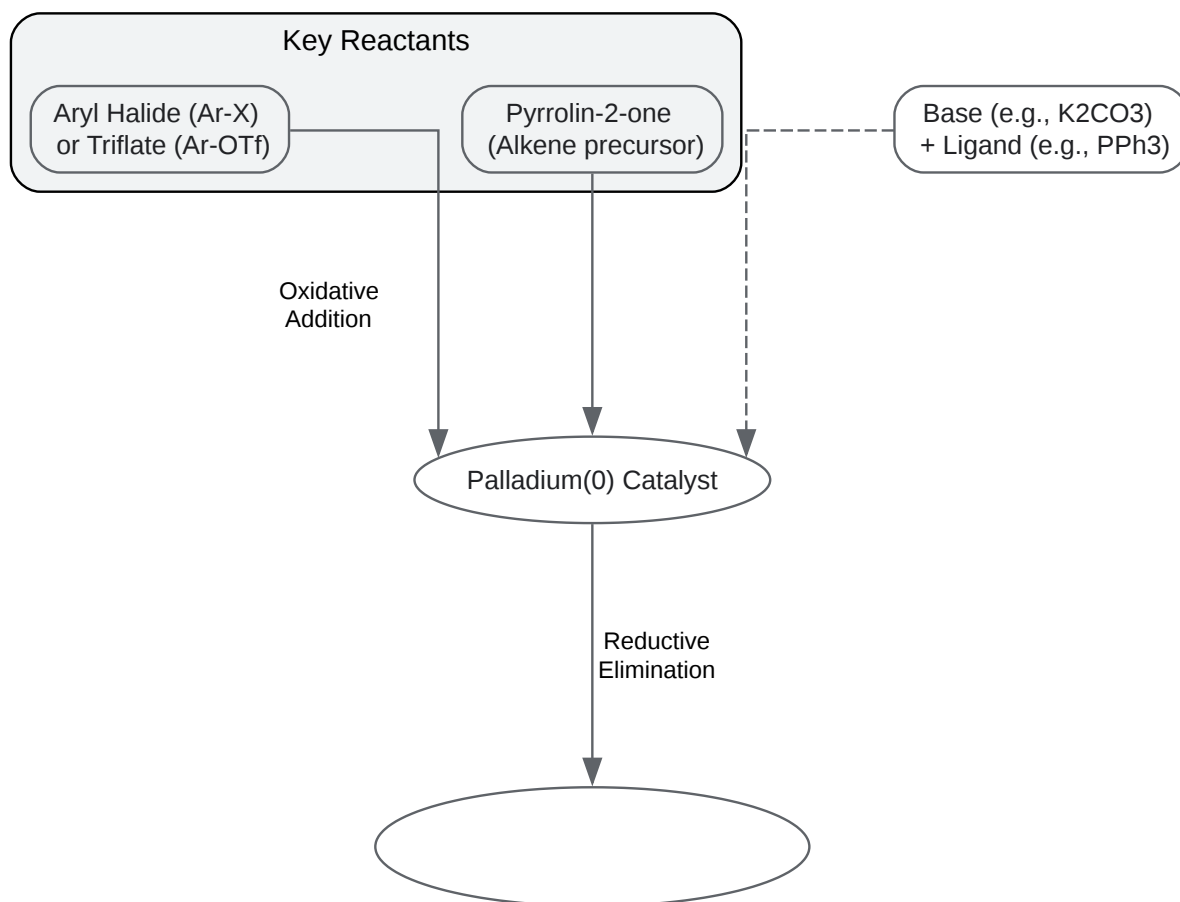 Key Reactants
Aryl Halide (Ar-X)
or Triflate (Ar-OTf)
Pyrrolin-2-one
(Alkene precursor)
Base (e.g., K2CO3)
+ Ligand (e.g., PPh3)
Oxidative
Addition
Palladium(0) Catalyst
Reductive
Elimination